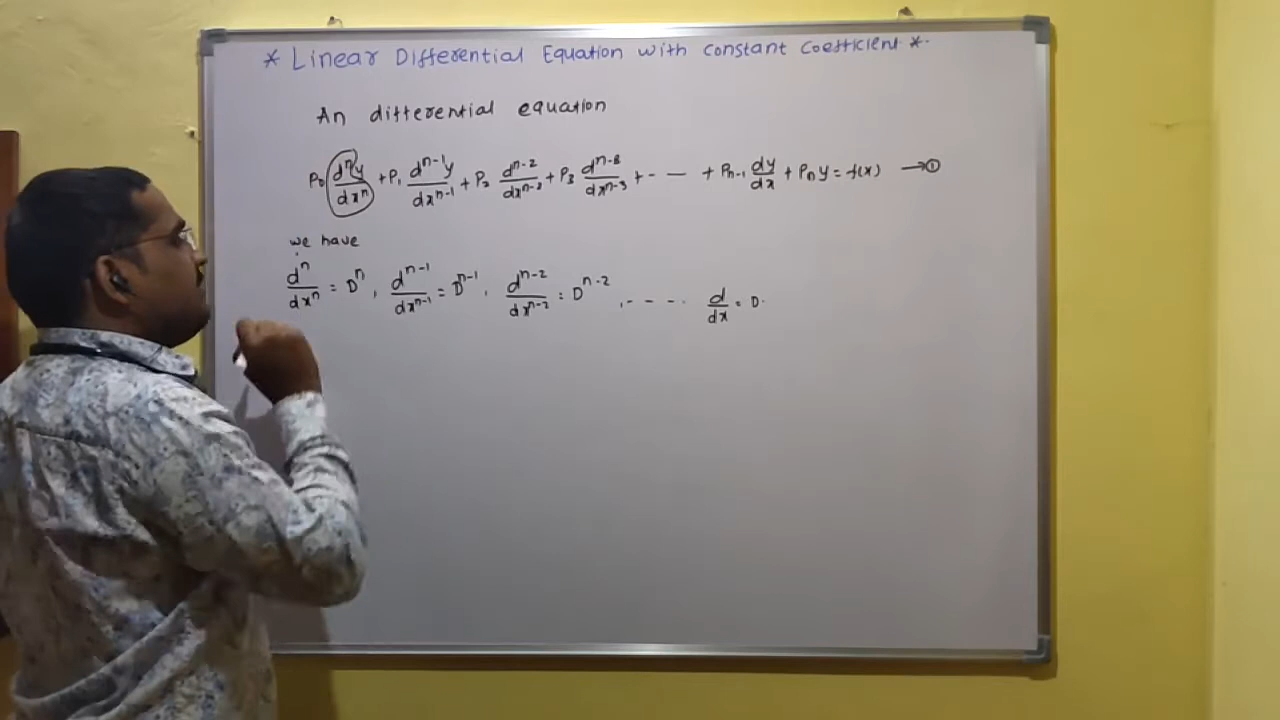 * Linear Differential Equation with constant Coefficient *.
An differential equation
P₀ dⁿy/dxⁿ + P₁ dⁿ⁻¹y/dxⁿ⁻¹ + P₂ dⁿ⁻²/dxⁿ⁻² + P₃ dⁿ⁻³/dxⁿ⁻³ + - — + Pₙ₋₁ dy/dx + Pₙ y = f(x) → ①
we have
dⁿ/dxⁿ = Dⁿ, dⁿ⁻¹/dxⁿ⁻¹ = Dⁿ⁻¹, dⁿ⁻²/dxⁿ⁻² = Dⁿ⁻², - - - . d/dx = D.